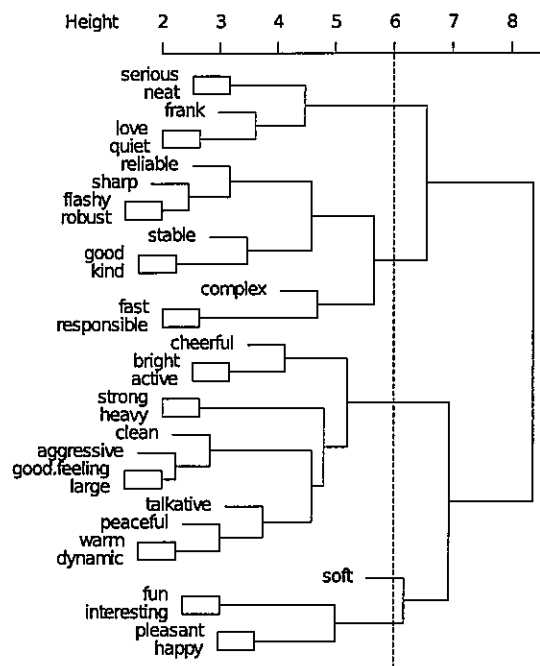 Height 2 3 4 5 6 7 8
serious
neat
frank
love
quiet
reliable
sharp
flashy
robust
stable
good
kind
complex
fast
responsible
cheerful
bright
active
strong
heavy
clean
aggressive
good.feeling
large
talkative
peaceful
warm
dynamic
soft
fun
interesting
pleasant
happy